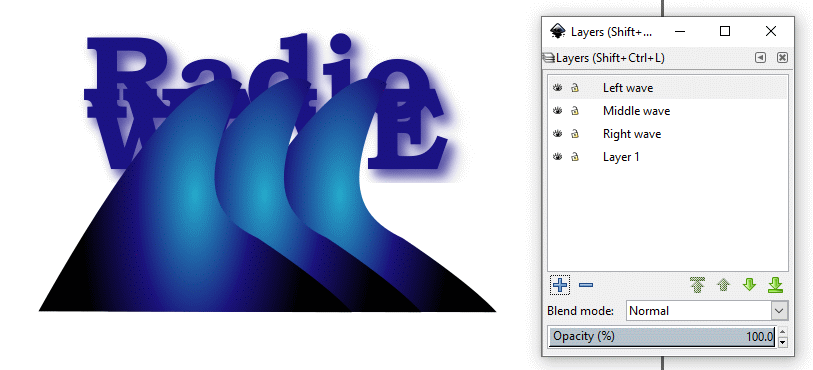 Radio
W E
Layers (Shift+...
Layers (Shift+Ctrl+L)
Left wave
Middle wave
Right wave
Layer 1
Blend mode:
Normal
Opacity (%)
100.0